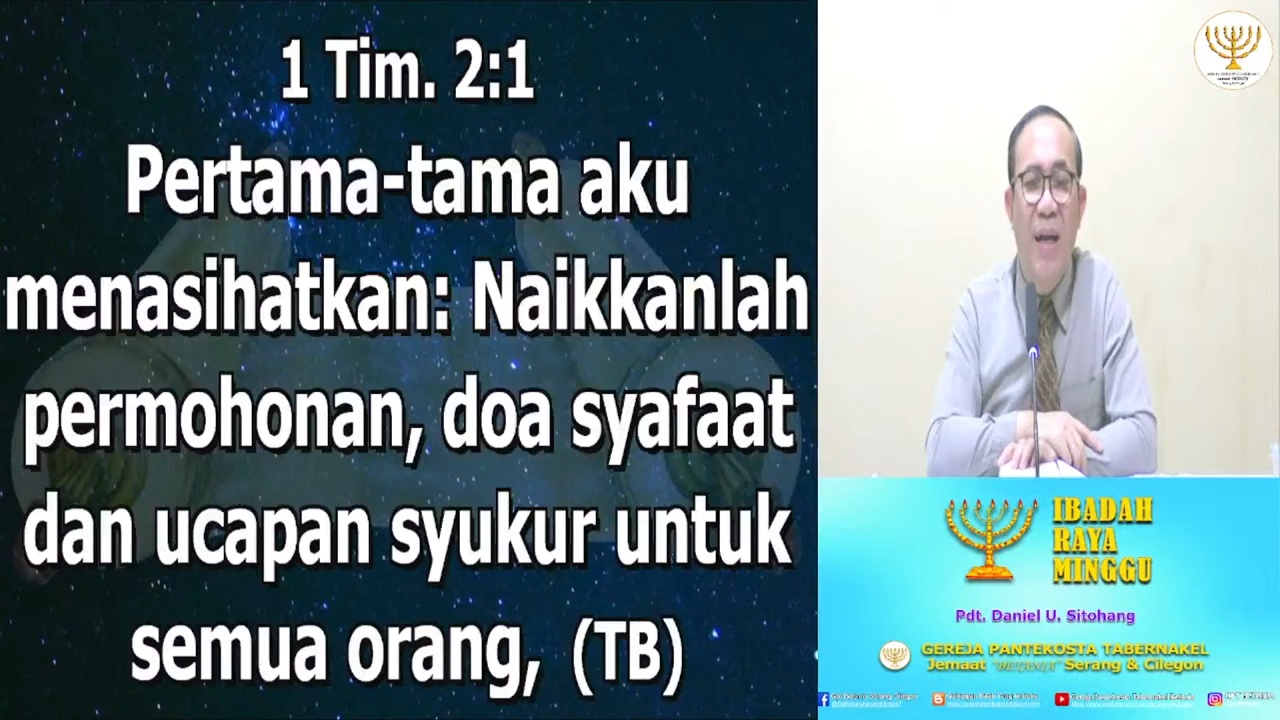 1 Tim. 2:1
Pertama-tama aku
menasihatkan: Naikkanlah
permohonan, doa syafaat
dan ucapan syukur untuk
semua orang, (TB)
IBADAH
RAYA
MINGGU
Pdt. Daniel U. Sitohang
GEREJA PANTEKOSTA TABERNAKEL
Jemaat "BETANIA" Serang & Cilegon